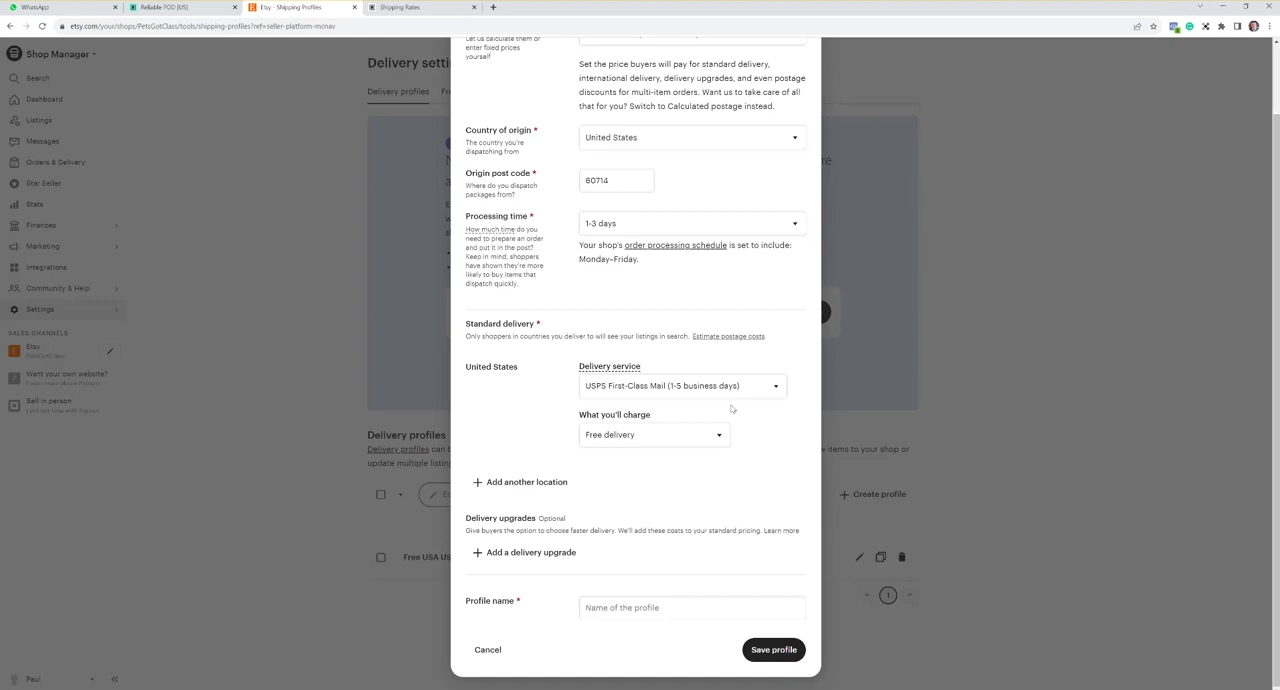 WhatsApp
Reliable POD [US]
Etsy - Shipping Profiles
Shipping Rates
etsy.com/your/shops/PetsGotClass/tools/shipping-profiles?ref=seller-platform-mcnav
Shop Manager
Search
Dashboard
Listings
Messages
Orders & Delivery
Star Seller
Stats
Finances
Marketing
Integrations
Community & Help
Settings
SALES CHANNELS
Etsy
PetsGotClass
Want your own website?
Learn more about Pattern
Sell in person
Find out how with Square
Paul
Delivery setti
Delivery profiles
Delivery profiles
Delivery profiles can b
update multiple listing
w items to your shop or
Create profile
Free USA US
1
Let us calculate them or
enter fixed prices
yourself
Set the price buyers will pay for standard delivery,
international delivery, delivery upgrades, and even postage
discounts for multi-item orders. Want us to take care of all
that for you? Switch to Calculated postage instead.
Country of origin *
The country you're
dispatching from
United States
Origin post code *
Where do you dispatch
packages from?
60714
Processing time *
How much time do you
need to prepare an order
and put it in the post?
Keep in mind, shoppers
have shown they're more
likely to buy items that
dispatch quickly.
1-3 days
Your shop's order processing schedule is set to include:
Monday–Friday.
Standard delivery *
Only shoppers in countries you deliver to will see your listings in search. Estimate postage costs
United States
Delivery service
USPS First-Class Mail (1-5 business days)
What you'll charge
Free delivery
Add another location
Delivery upgrades Optional
Give buyers the option to choose faster delivery. We'll add these costs to your standard pricing. Learn more
Add a delivery upgrade
Profile name *
Name of the profile
Cancel
Save profile